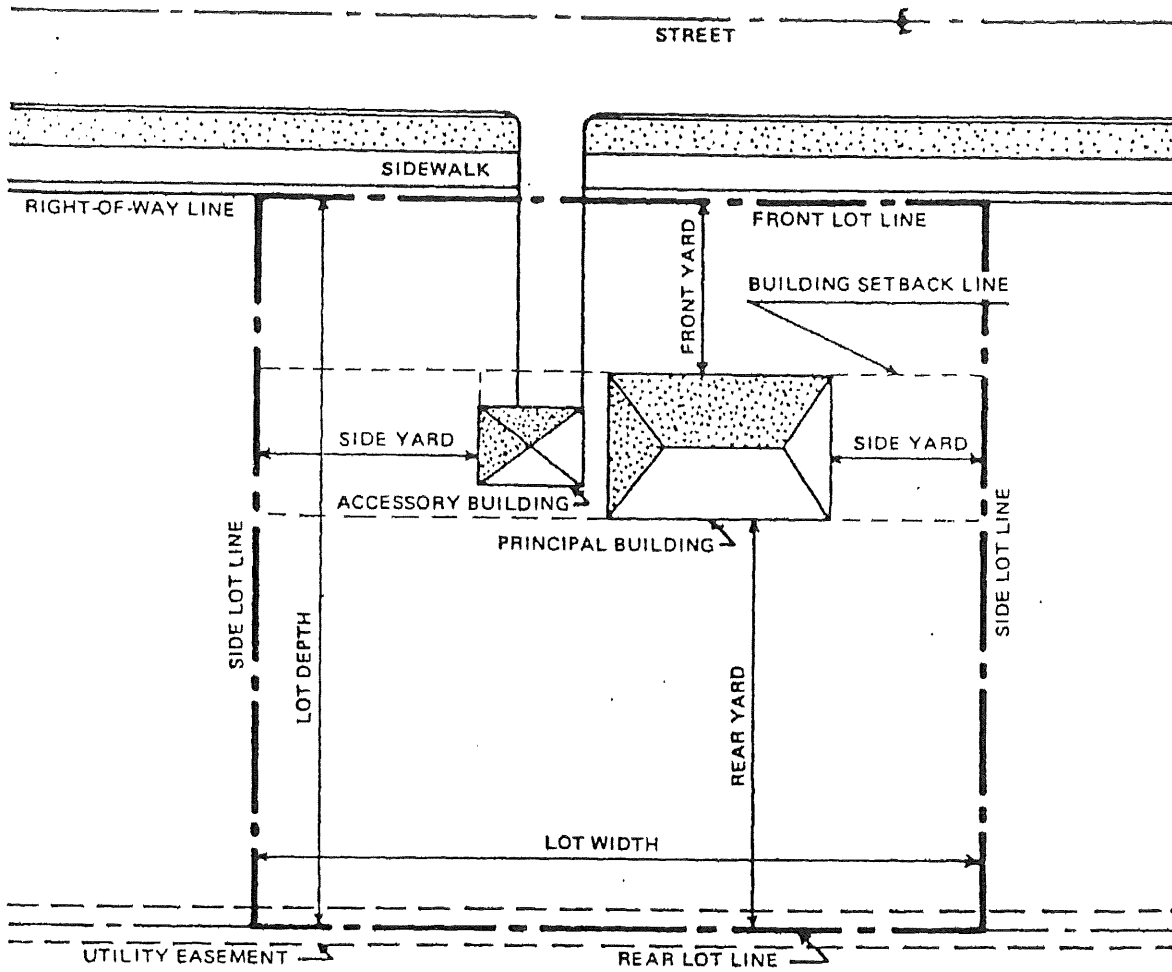 STREET
SIDEWALK
RIGHT-OF-WAY LINE
FRONT LOT LINE
FRONT YARD
BUILDING SETBACK LINE
SIDE YARD
SIDE YARD
ACCESSORY BUILDING
PRINCIPAL BUILDING
SIDE LOT LINE
LOT DEPTH
REAR YARD
SIDE LOT LINE
LOT WIDTH
UTILITY EASEMENT
REAR LOT LINE